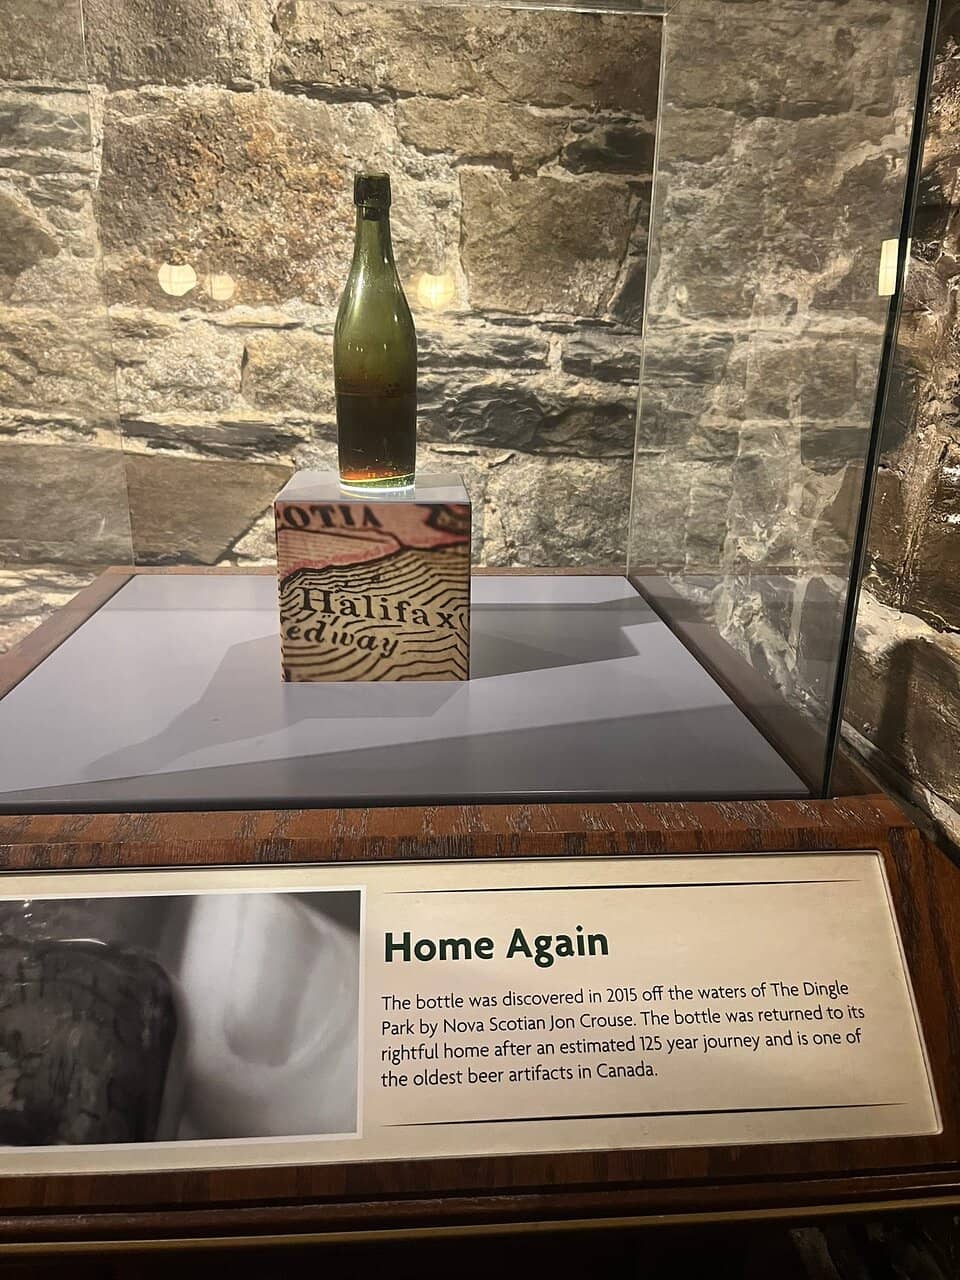 OTIA
Halifax
edway
Home Again
The bottle was discovered in 2015 off the waters of The Dingle
Park by Nova Scotian Jon Crouse. The bottle was returned to its
rightful home after an estimated 125 year journey and is one of
the oldest beer artifacts in Canada.